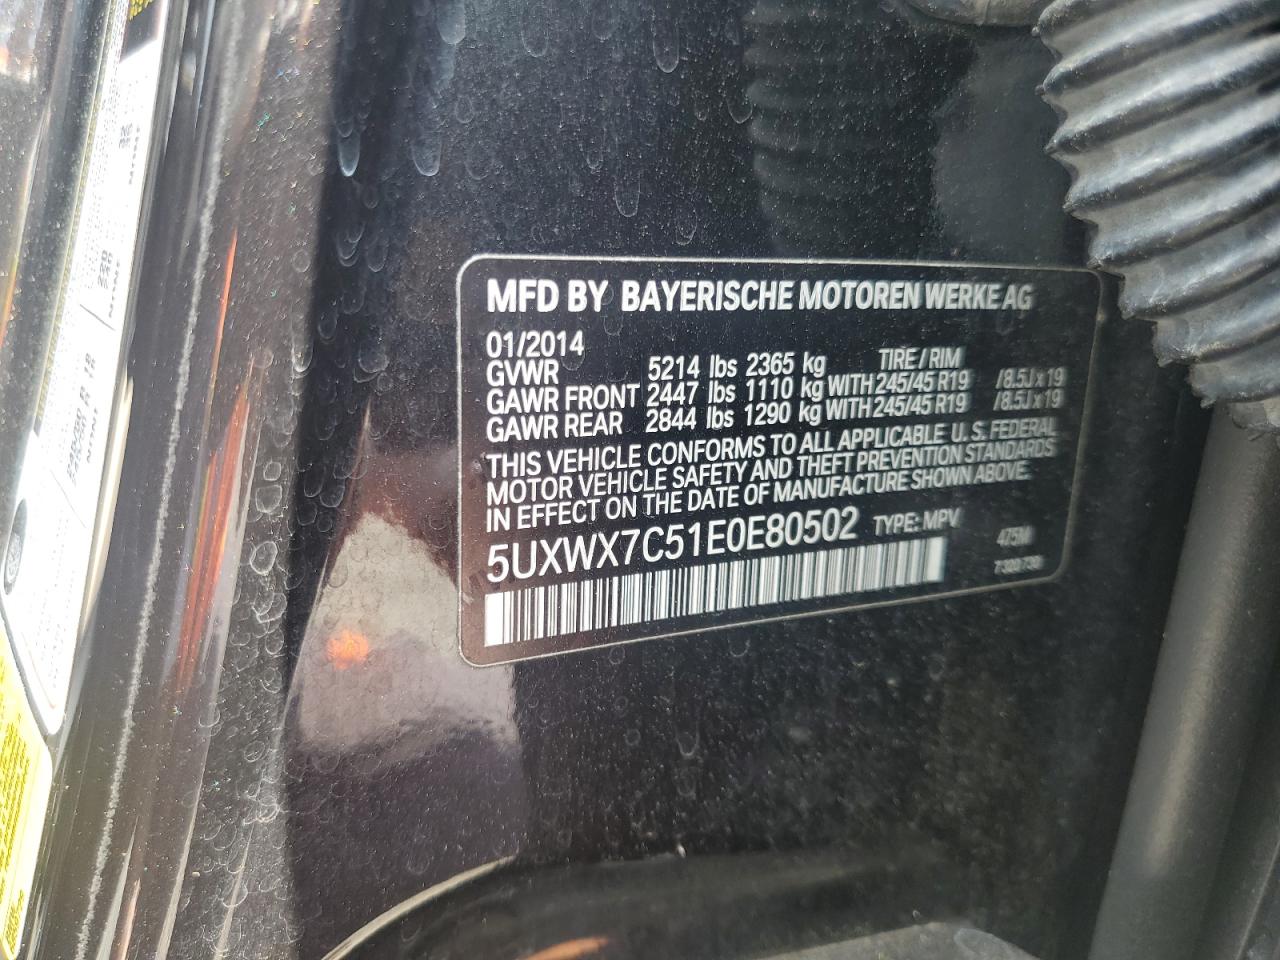 MFD BY BAYERISCHE MOTOREN WERKE AG
01/2014
GVWR 5214 lbs 2365 kg TIRE / RIM
GAWR FRONT 2447 lbs 1110 kg WITH 245/45 R19 / 8.5J x 19
GAWR REAR 2844 lbs 1290 kg WITH 245/45 R19 / 8.5J x 19
THIS VEHICLE CONFORMS TO ALL APPLICABLE U. S. FEDERAL
MOTOR VEHICLE SAFETY AND THEFT PREVENTION STANDARDS
IN EFFECT ON THE DATE OF MANUFACTURE SHOWN ABOVE.
5UXWX7C51E0E80502 TYPE: MPV 475M
7320730